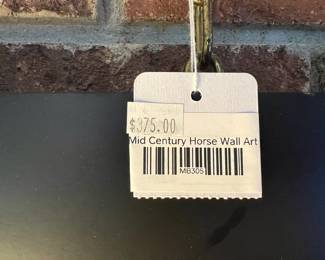 $375.00
Mid Century Horse Wall Art
MB305